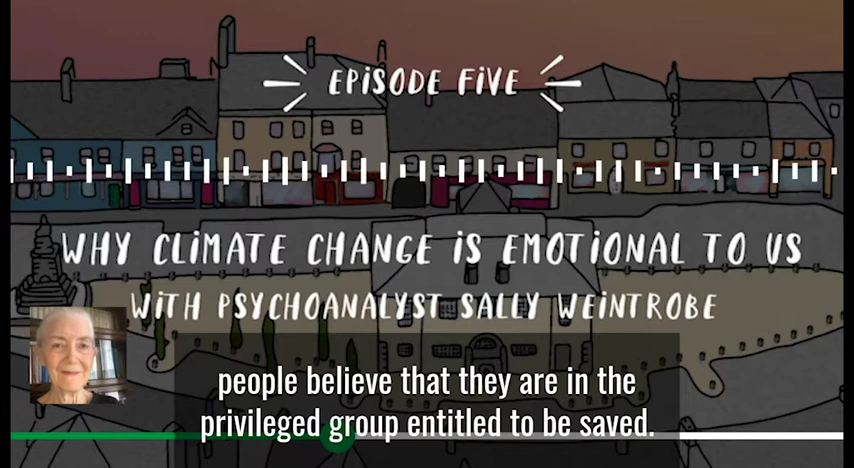 EPiSODE FiVE
WHY CLiMATE CHANGE iS EMOTiONAL TO US
WiTH PSYCHOANALYST SALLY WEiNTROBE
people believe that they are in the
privileged group entitled to be saved.